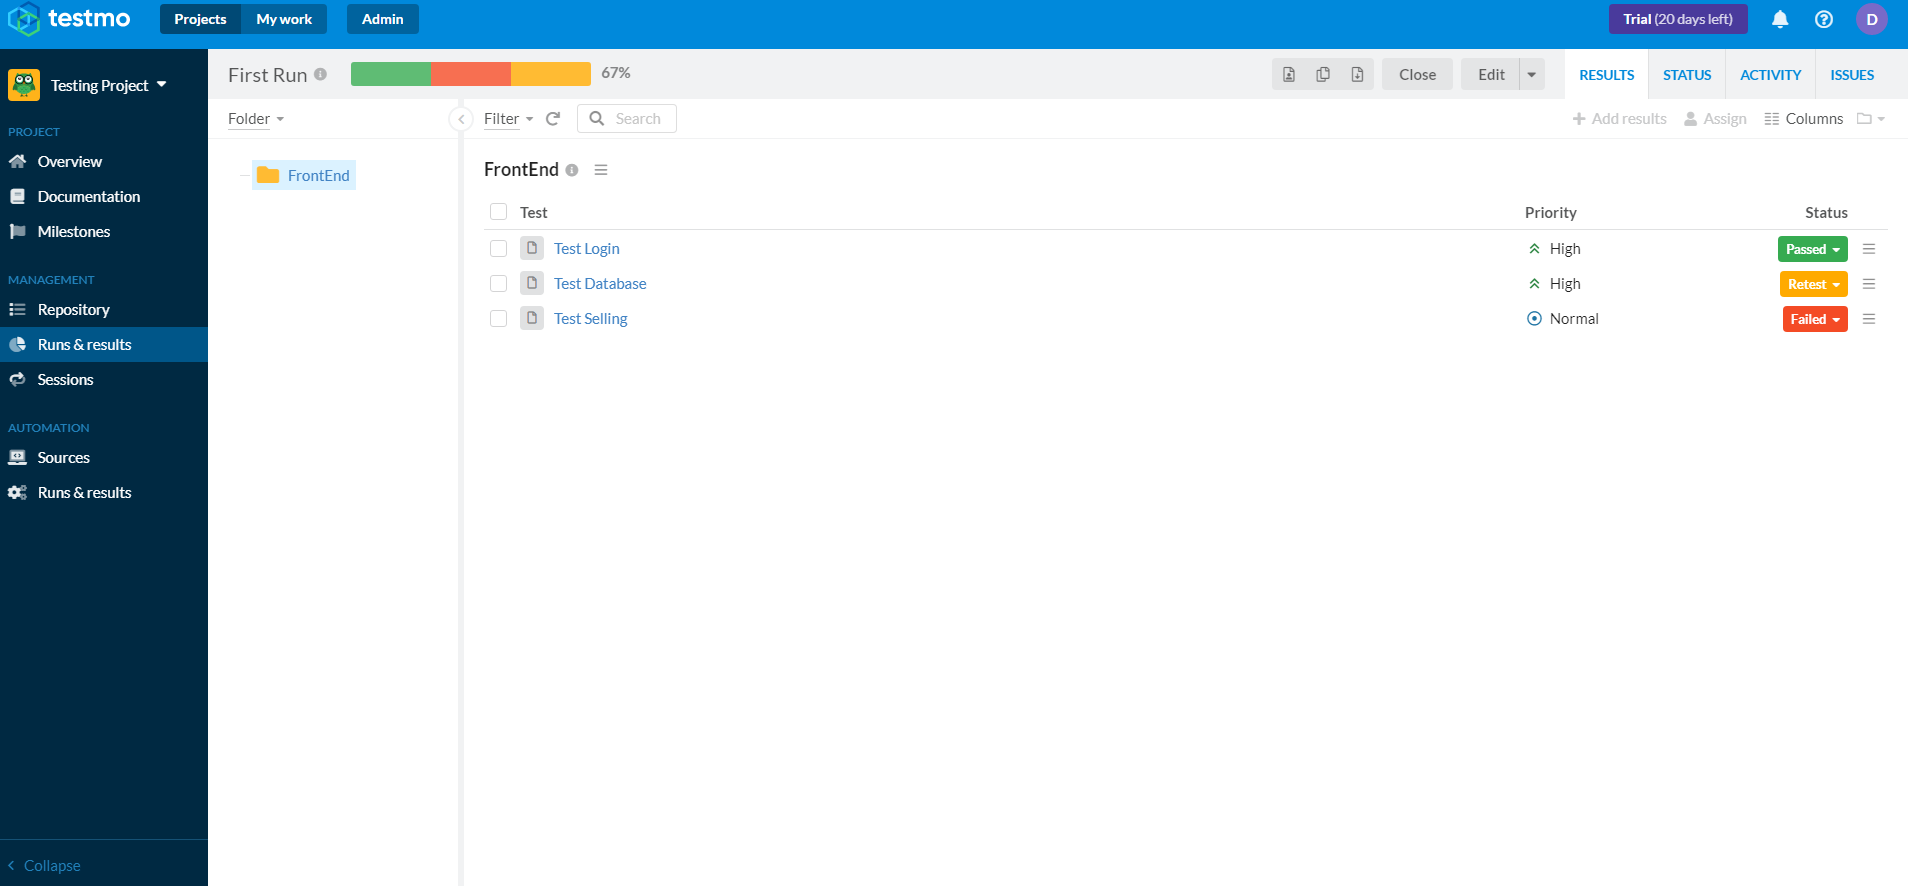 testmo
Projects
My work
Admin
Trial (20 days left)
D
Testing Project
PROJECT
Overview
Documentation
Milestones
MANAGEMENT
Repository
Runs & results
Sessions
AUTOMATION
Sources
Runs & results
Collapse
First Run
67%
Close
Edit
RESULTS
STATUS
ACTIVITY
ISSUES
Folder
Filter
Search
Add results
Assign
Columns
FrontEnd
FrontEnd
Test Priority Status
Test Login High Passed
Test Database High Retest
Test Selling Normal Failed